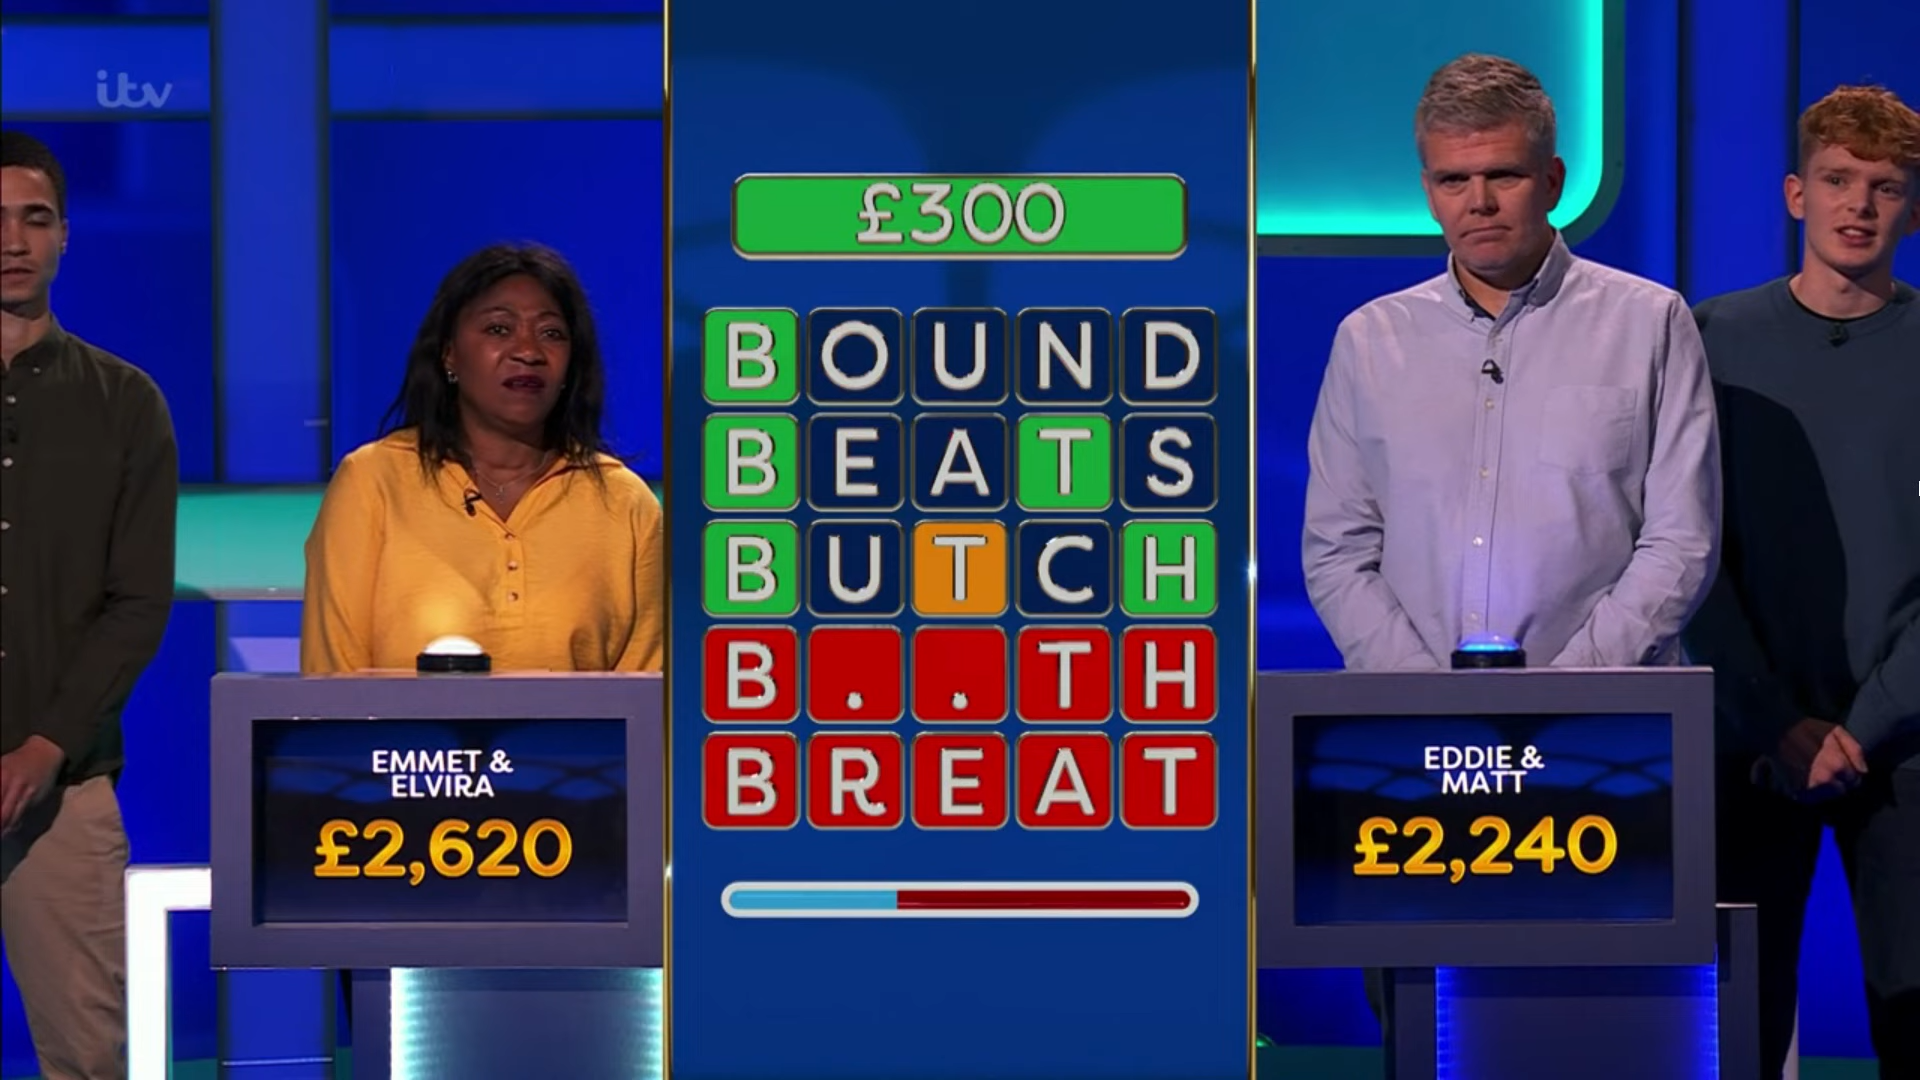 itv
£300
BOUND
BEATS
BUTCH
B..TH
BREAT
EMMET &
ELVIRA
£2,620
EDDIE &
MATT
£2,240